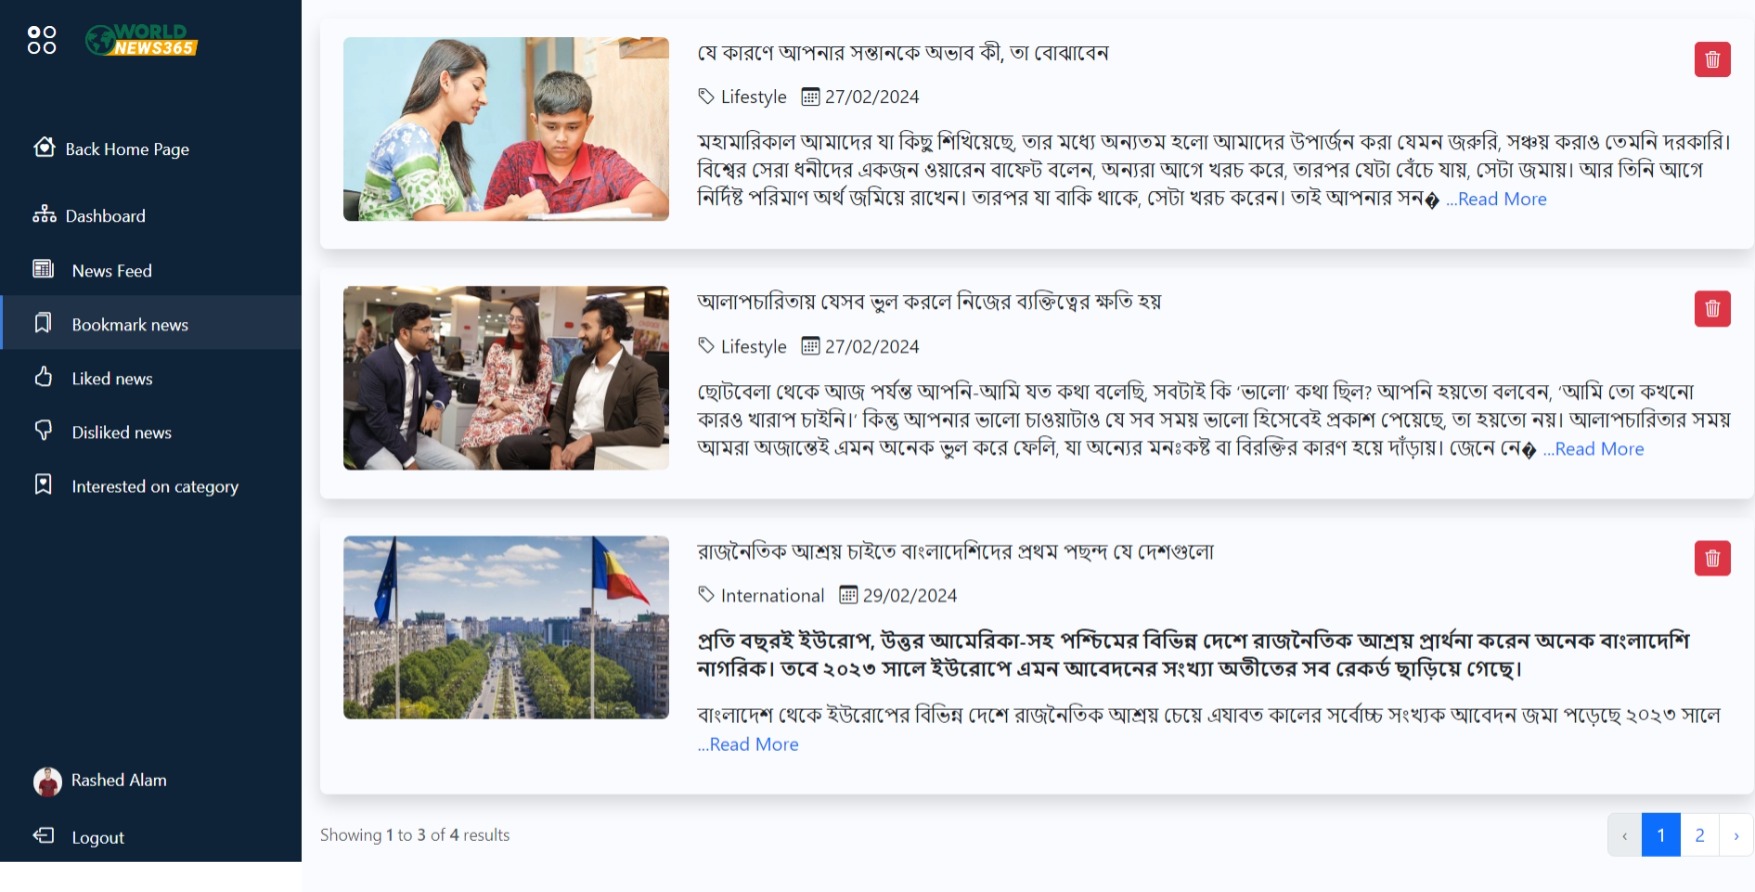 WORLD
NEWS365
Back Home Page
Dashboard
News Feed
Bookmark news
Liked news
Disliked news
Interested on category
Rashed Alam
Logout
যে কারণে আপনার সন্তানকে অভাব কী, তা বোঝাবেন
Lifestyle 27/02/2024
মহামারিকাল আমাদের যা কিছু শিখিয়েছে, তার মধ্যে অন্যতম হলো আমাদের উপার্জন করা যেমন জরুরি, সঞ্চয় করাও তেমনি দরকারি।
বিশ্বের সেরা ধনীদের একজন ওয়ারেন বাফেট বলেন, অন্যরা আগে খরচ করে, তারপর যেটা বেঁচে যায়, সেটা জমায়। আর তিনি আগে
নির্দিষ্ট পরিমাণ অর্থ জমিয়ে রাখেন। তারপর যা বাকি থাকে, সেটা খরচ করেন। তাই আপনার সন� ...Read More
আলাপচারিতায় যেসব ভুল করলে নিজের ব্যক্তিত্বের ক্ষতি হয়
Lifestyle 27/02/2024
ছোটবেলা থেকে আজ পর্যন্ত আপনি-আমি যত কথা বলেছি, সবটাই কি ‘ভালো’ কথা ছিল? আপনি হয়তো বলবেন, ‘আমি তো কখনো
কারও খারাপ চাইনি।’ কিন্তু আপনার ভালো চাওয়াটাও যে সব সময় ভালো হিসেবেই প্রকাশ পেয়েছে, তা হয়তো নয়। আলাপচারিতার সময়
আমরা অজান্তেই এমন অনেক ভুল করে ফেলি, যা অন্যের মনঃকষ্ট বা বিরক্তির কারণ হয়ে দাঁড়ায়। জেনে নে� ...Read More
রাজনৈতিক আশ্রয় চাইতে বাংলাদেশিদের প্রথম পছন্দ যে দেশগুলো
International 29/02/2024
প্রতি বছরই ইউরোপ, উত্তর আমেরিকা-সহ পশ্চিমের বিভিন্ন দেশে রাজনৈতিক আশ্রয় প্রার্থনা করেন অনেক বাংলাদেশি
নাগরিক। তবে ২০২৩ সালে ইউরোপে এমন আবেদনের সংখ্যা অতীতের সব রেকর্ড ছাড়িয়ে গেছে।
বাংলাদেশ থেকে ইউরোপের বিভিন্ন দেশে রাজনৈতিক আশ্রয় চেয়ে এযাবত কালের সর্বোচ্চ সংখ্যক আবেদন জমা পড়েছে ২০২৩ সালে
...Read More
Showing 1 to 3 of 4 results
‹ 1 2 ›